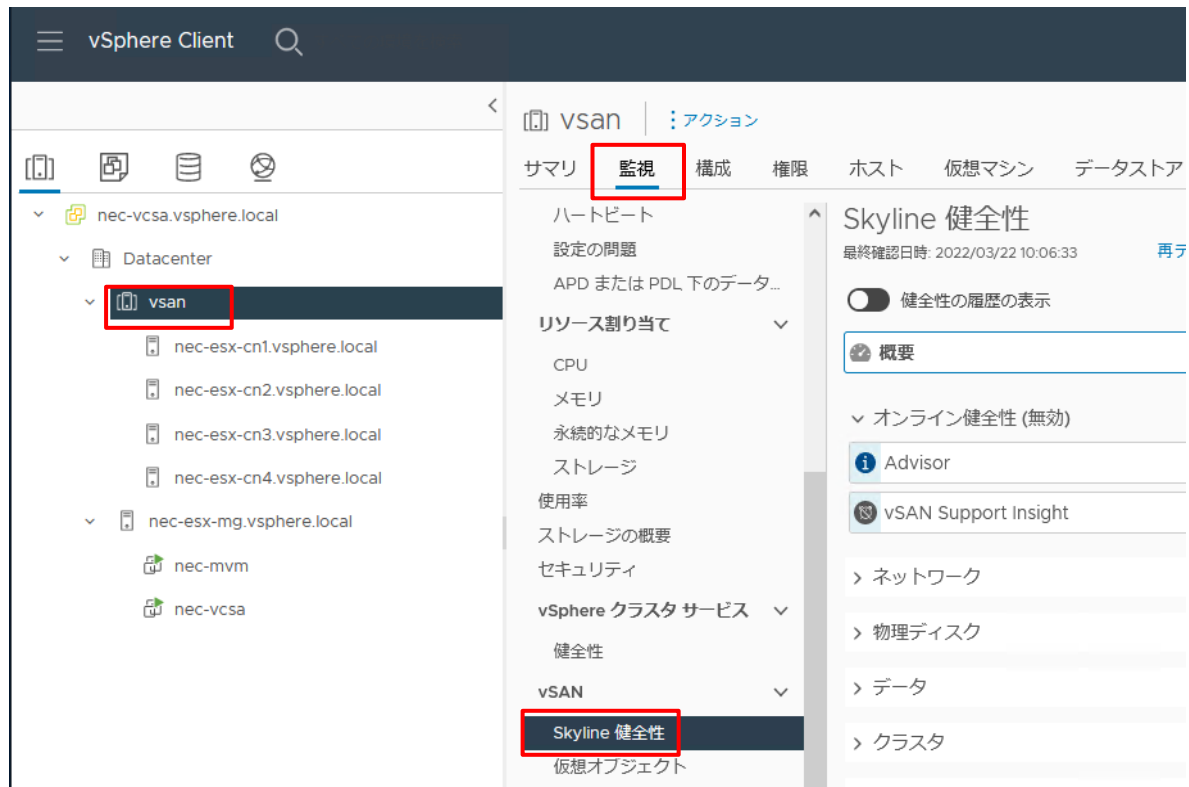 vSphere Client
nec-vcsa.vsphere.local
Datacenter
vsan
nec-esx-cn1.vsphere.local
nec-esx-cn2.vsphere.local
nec-esx-cn3.vsphere.local
nec-esx-cn4.vsphere.local
nec-esx-mg.vsphere.local
nec-mvm
nec-vcsa
vsan
アクション
サマリ 監視 構成 権限 ホスト 仮想マシン データストア
ハートビート
設定の問題
APD または PDL 下のデータ...
リソース割り当て
CPU
メモリ
永続的なメモリ
ストレージ
使用率
ストレージの概要
セキュリティ
vSphere クラスタ サービス
健全性
vSAN
Skyline 健全性
仮想オブジェクト
Skyline 健全性
最終確認日時: 2022/03/22 10:06:33 再テ
健全性の履歴の表示
概要
オンライン健全性 (無効)
Advisor
vSAN Support Insight
ネットワーク
物理ディスク
データ
クラスタ